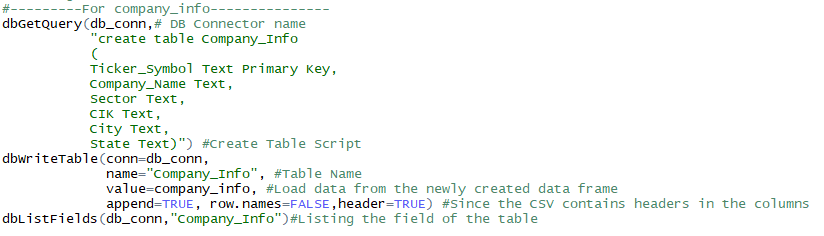 #---------For company_info---------------
dbGetQuery(db_conn,# DB Connector name
"create table Company_Info
(
Ticker_Symbol Text Primary Key,
Company_Name Text,
Sector Text,
CIK Text,
City Text,
State Text)") #Create Table Script
dbWriteTable(conn=db_conn,
name="Company_Info", #Table Name
value=company_info, #Load data from the newly created data frame
append=TRUE, row.names=FALSE,header=TRUE) #Since the CSV contains headers in the columns
dbListFields(db_conn,"Company_Info")#Listing the field of the table